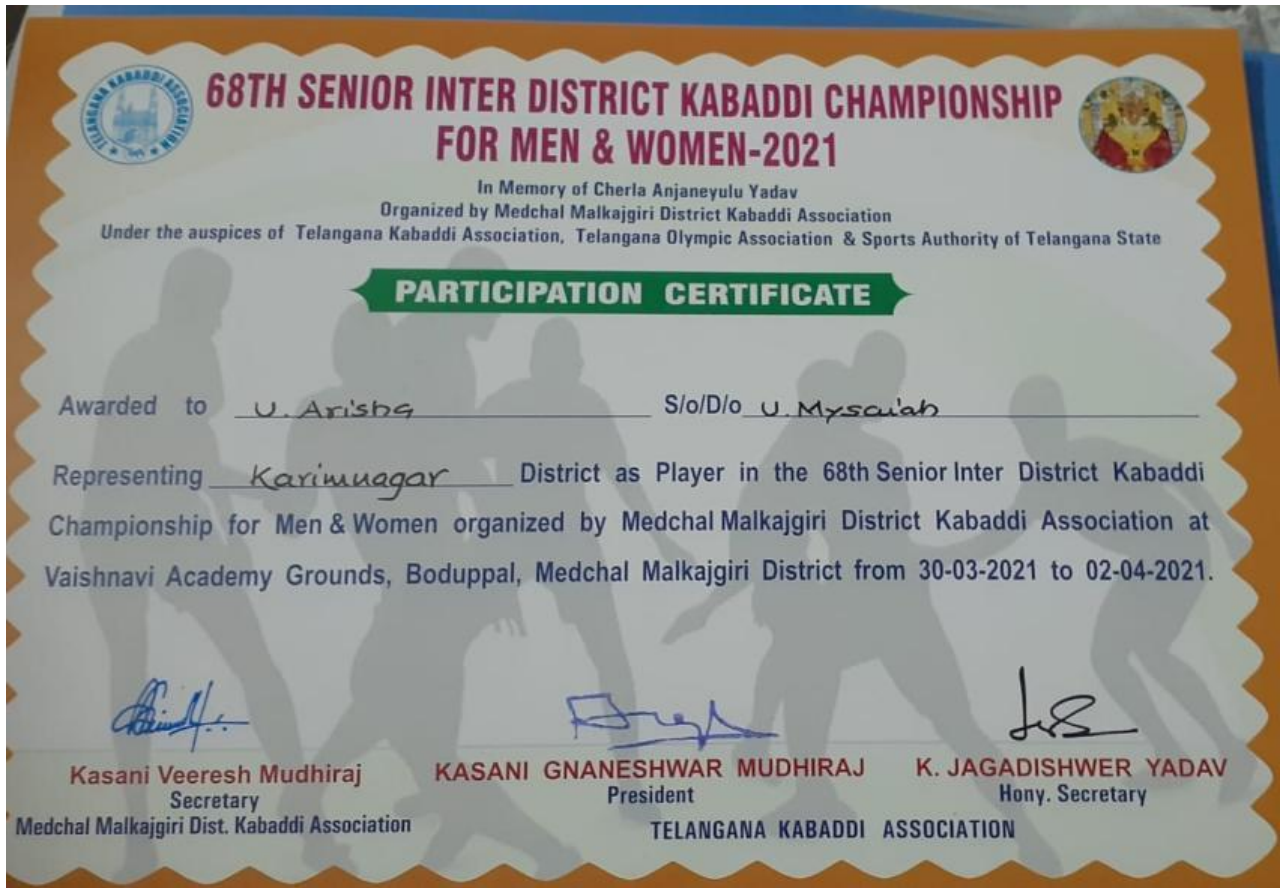 TELANGANA KABADDI ASSOCIATION
68TH SENIOR INTER DISTRICT KABADDI CHAMPIONSHIP
FOR MEN & WOMEN-2021
In Memory of Cherla Anjaneyulu Yadav
Organized by Medchal Malkajgiri District Kabaddi Association
Under the auspices of Telangana Kabaddi Association, Telangana Olympic Association & Sports Authority of Telangana State
PARTICIPATION CERTIFICATE
Awarded to U. Arisha S/o/D/o U. Mysaiah
Representing Karimnagar District as Player in the 68th Senior Inter District Kabaddi
Championship for Men & Women organized by Medchal Malkajgiri District Kabaddi Association at
Vaishnavi Academy Grounds, Boduppal, Medchal Malkajgiri District from 30-03-2021 to 02-04-2021.
Kasani Veeresh Mudhiraj KASANI GNANESHWAR MUDHIRAJ K. JAGADISHWER YADAV
Secretary President Hony. Secretary
Medchal Malkajgiri Dist. Kabaddi Association TELANGANA KABADDI ASSOCIATION